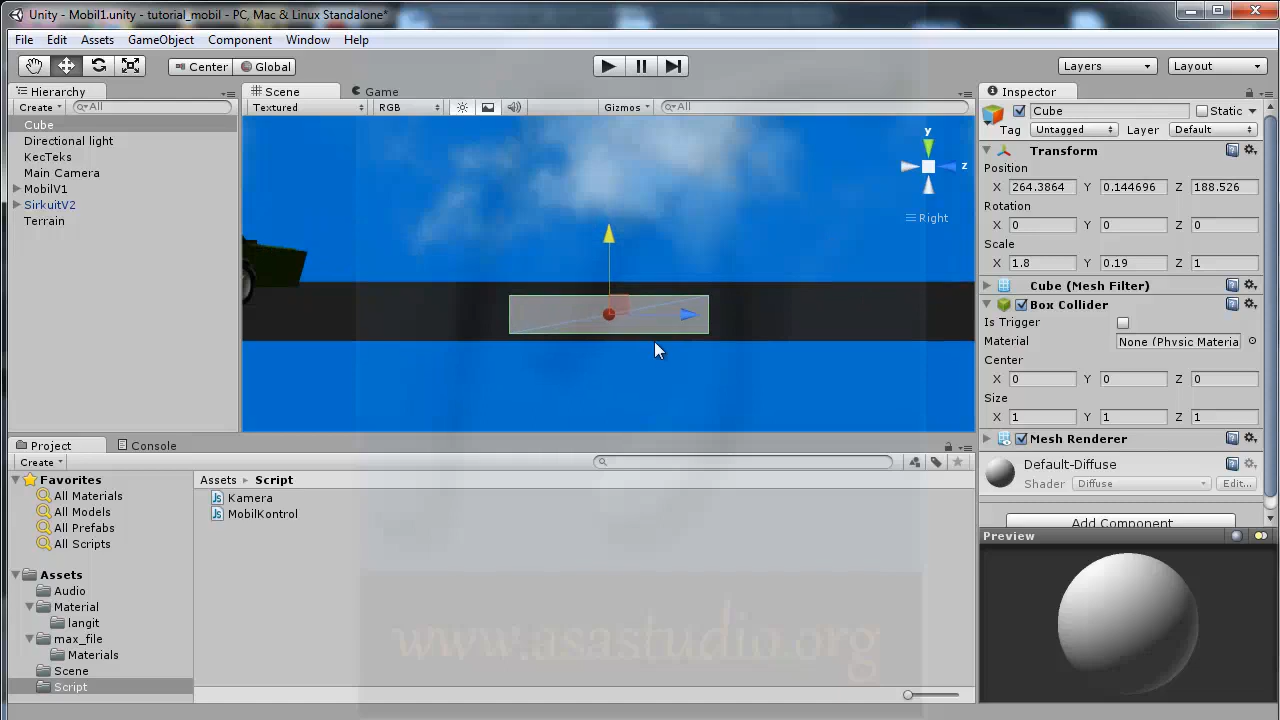 Unity - Mobil1.unity - tutorial_mobil - PC, Mac & Linux Standalone*
File Edit Assets GameObject Component Window Help
Center Global Layers Layout
Hierarchy Scene Game Inspector
Create All Textured RGB Gizmos All
Cube Static
Tag Untagged Layer Default
Cube
Directional light
KecTeks
Main Camera
MobilV1
SirkuitV2
Terrain
y
z
Right
Transform
Position
X 264.3864 Y 0.144696 Z 188.526
Rotation
X 0 Y 0 Z 0
Scale
X 1.8 Y 0.19 Z 1
Cube (Mesh Filter)
Box Collider
Is Trigger
Material None (Physic Materia
Center
X 0 Y 0 Z 0
Size
X 1 Y 1 Z 1
Mesh Renderer
Default-Diffuse
Shader Diffuse Edit...
Add Component
Preview
Project Console
Create
Favorites
All Materials
All Models
All Prefabs
All Scripts
Assets
Audio
Material
langit
max_file
Materials
Scene
Script
Assets Script
Kamera
MobilKontrol
www.asastudio.org